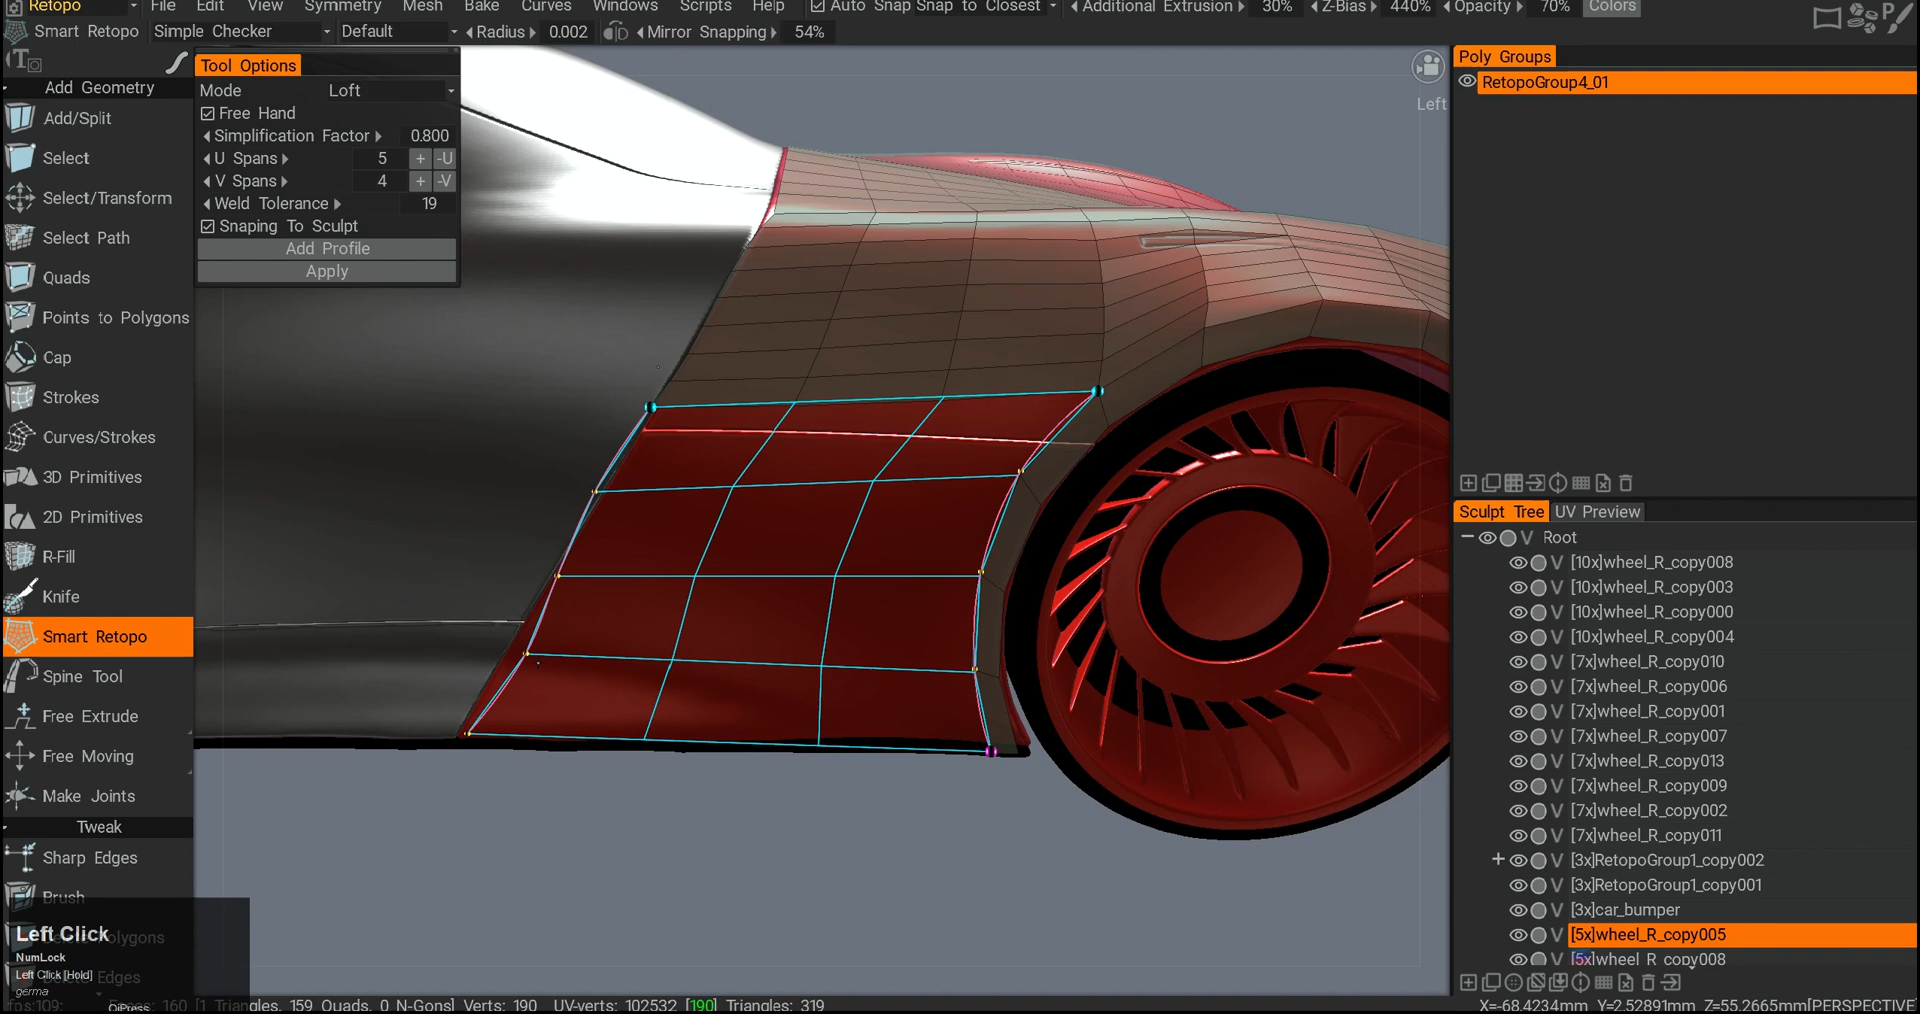 Retopo File Edit View Symmetry Mesh Bake Curves Windows Scripts Help Auto Snap Snap to Closest Additional Extrusion 30% Z-Bias 440% Opacity 70% Colors
Smart Retopo Simple Checker Default Radius 0.002 Mirror Snapping 54%
Tool Options
Mode Loft
Free Hand
Simplification Factor 0.800
U Spans 5 + -U
V Spans 4 + -V
Weld Tolerance 19
Snaping To Sculpt
Add Profile
Apply
Add Geometry
Add/Split
Select
Select/Transform
Select Path
Quads
Points to Polygons
Cap
Strokes
Curves/Strokes
3D Primitives
2D Primitives
R-Fill
Knife
Smart Retopo
Spine Tool
Free Extrude
Free Moving
Make Joints
Tweak
Sharp Edges
Brush
Left Click
NumLock
Left Click [Hold]
germa
Left
Poly Groups
RetopoGroup4_01
Sculpt Tree UV Preview
Root
V [10x]wheel_R_copy008
V [10x]wheel_R_copy003
V [10x]wheel_R_copy000
V [10x]wheel_R_copy004
V [7x]wheel_R_copy010
V [7x]wheel_R_copy006
V [7x]wheel_R_copy001
V [7x]wheel_R_copy007
V [7x]wheel_R_copy013
V [7x]wheel_R_copy009
V [7x]wheel_R_copy002
V [7x]wheel_R_copy011
V [3x]RetopoGroup1_copy002
V [3x]RetopoGroup1_copy001
V [3x]car_bumper
V [5x]wheel_R_copy005
V [5x]wheel_R_copy008
fps:109: Faces: 160 [1 Triangles, 159 Quads, 0 N-Gons] Verts: 190 UV-verts: 102532 [190] Triangles: 319
X=-68.4234mm Y=2.52891mm Z=55.2665mm[PERSPECTIVE